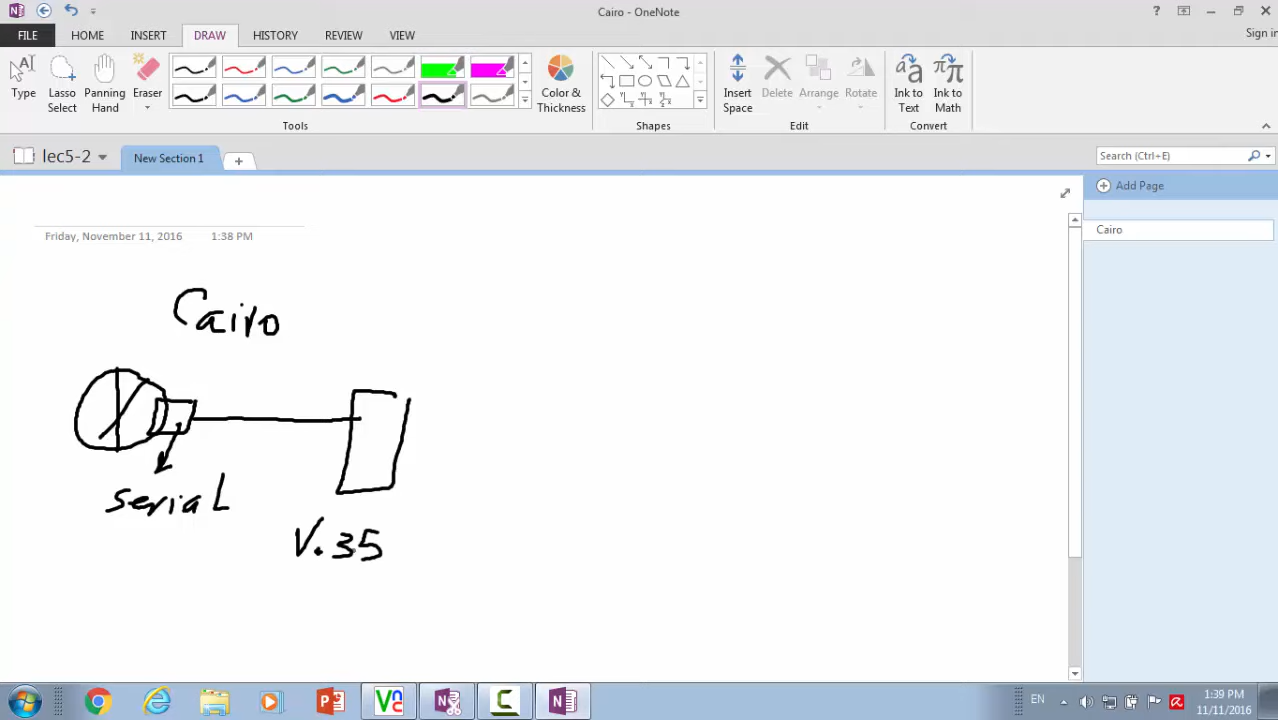 Cairo - OneNote
?
Sign in
FILE HOME INSERT DRAW HISTORY REVIEW VIEW
Type
Lasso Select
Panning Hand
Eraser
Color & Thickness
Insert Space
Delete
Arrange
Rotate
Ink to Text
Ink to Math
Tools
Shapes
Edit
Convert
lec5-2
New Section 1
Search (Ctrl+E)
Add Page
Cairo
Friday, November 11, 2016 1:38 PM
Cairo
serial
V.35
EN
1:39 PM
11/11/2016